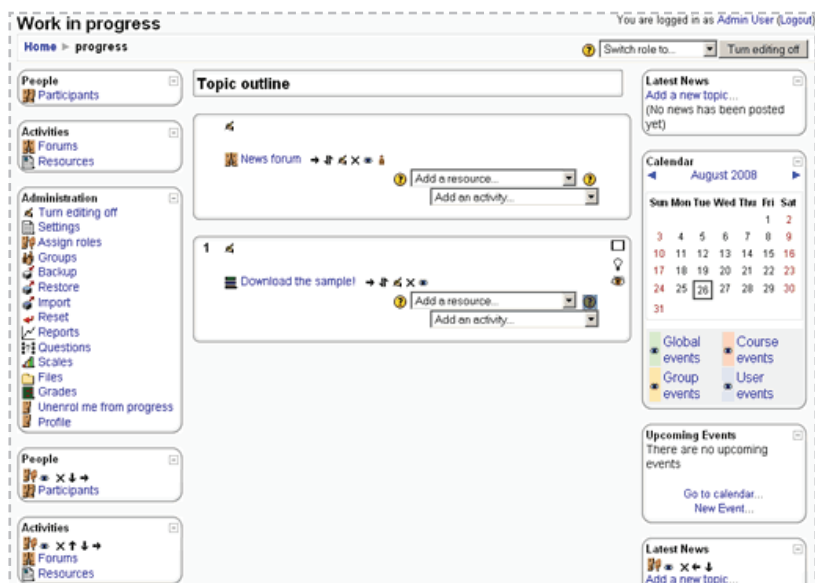 Work in progress
You are logged in as Admin User (Logout)
Home ► progress
Switch role to...
Turn editing off
People
Participants
Activities
Forums
Resources
Administration
Turn editing off
Settings
Assign roles
Groups
Backup
Restore
Import
Reset
Reports
Questions
Scales
Files
Grades
Unenrol me from progress
Profile
People
Participants
Activities
Forums
Resources
Topic outline
News forum
Add a resource...
Add an activity...
1
Download the sample!
Add a resource...
Add an activity...
Latest News
Add a new topic...
(No news has been posted
yet)
Calendar
August 2008
Sun Mon Tue Wed Thu Fri Sat
1 2
3 4 5 6 7 8 9
10 11 12 13 14 15 16
17 18 19 20 21 22 23
24 25 26 27 28 29 30
31
Global events
Course events
Group events
User events
Upcoming Events
There are no upcoming
events
Go to calendar...
New Event...
Latest News
Add a new topic...